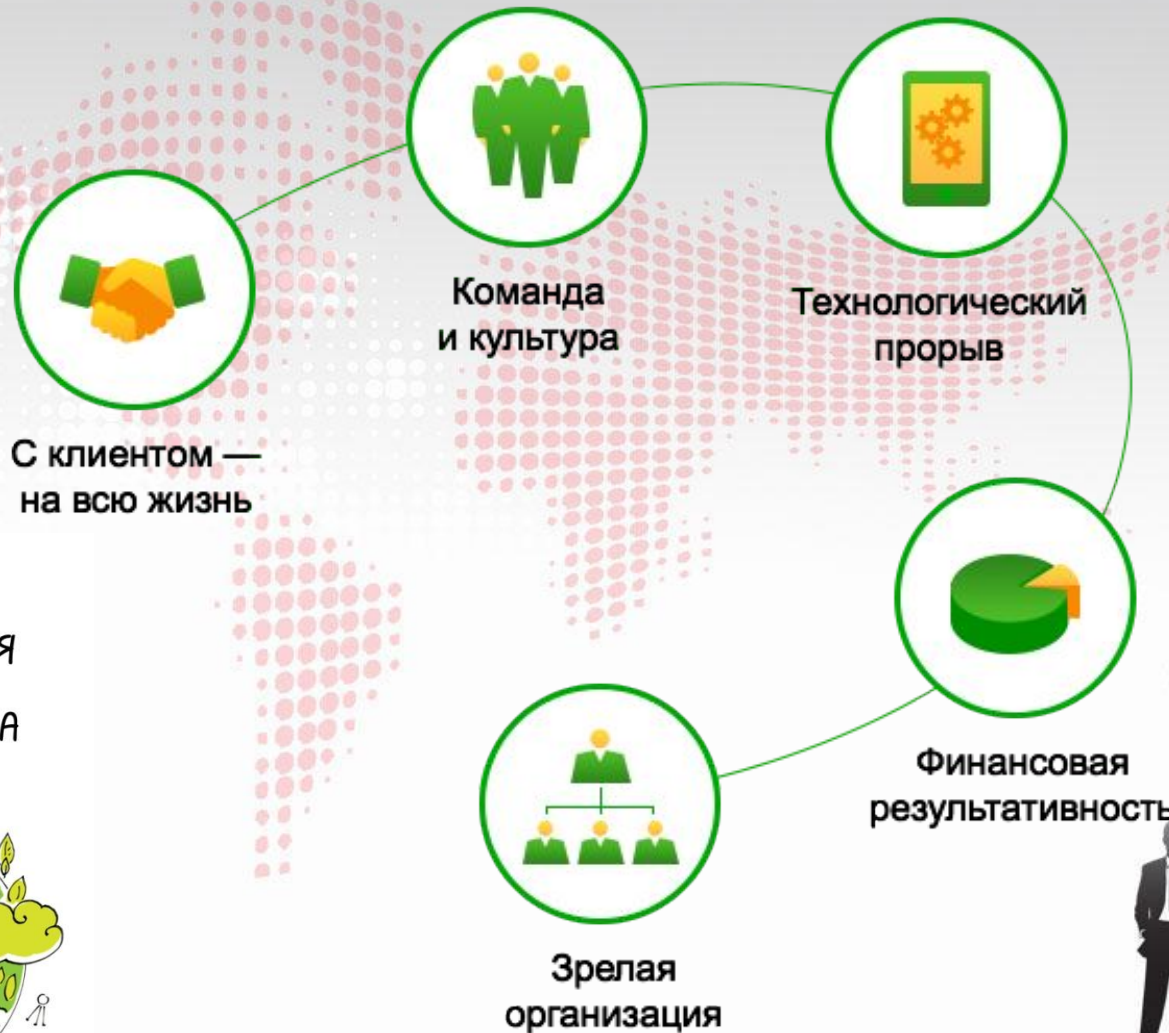 Команда
и культура
Технологический
прорыв
С клиентом —
на всю жизнь
Финансовая
результативность
Зрелая
организация